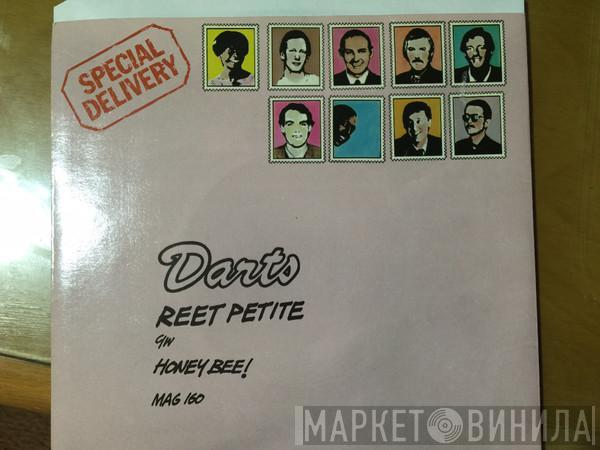 SPECIAL
DELIVERY
Darts
REET PETITE
c/w
HONEY BEE!
MAG 160
МАРКЕТ ВИНИЛА